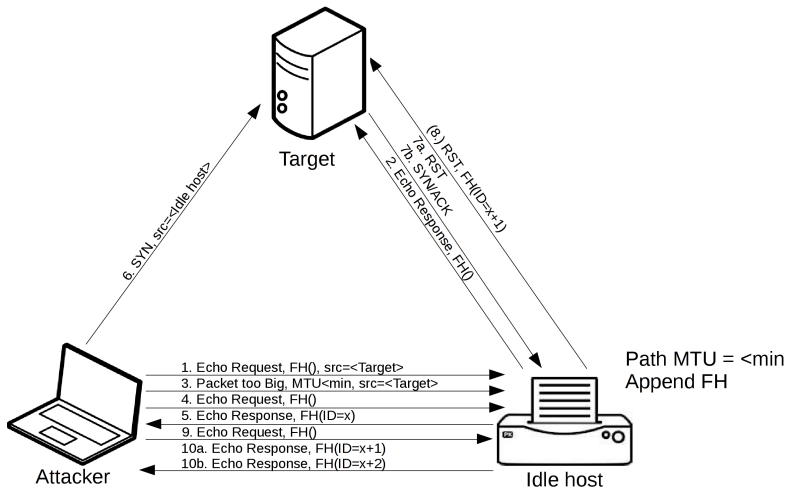 Target
6. SYN, src=<Idle host>
(8.) RST, FH(ID=x+1)
7a. RST
7b. SYN/ACK
2. Echo Response, FH()
1. Echo Request, FH(), src=<Target>
3. Packet too Big, MTU<min, src=<Target>
4. Echo Request, FH()
5. Echo Response, FH(ID=x)
9. Echo Request, FH()
10a. Echo Response, FH(ID=x+1)
10b. Echo Response, FH(ID=x+2)
Path MTU = <min
Append FH
Attacker
Idle host